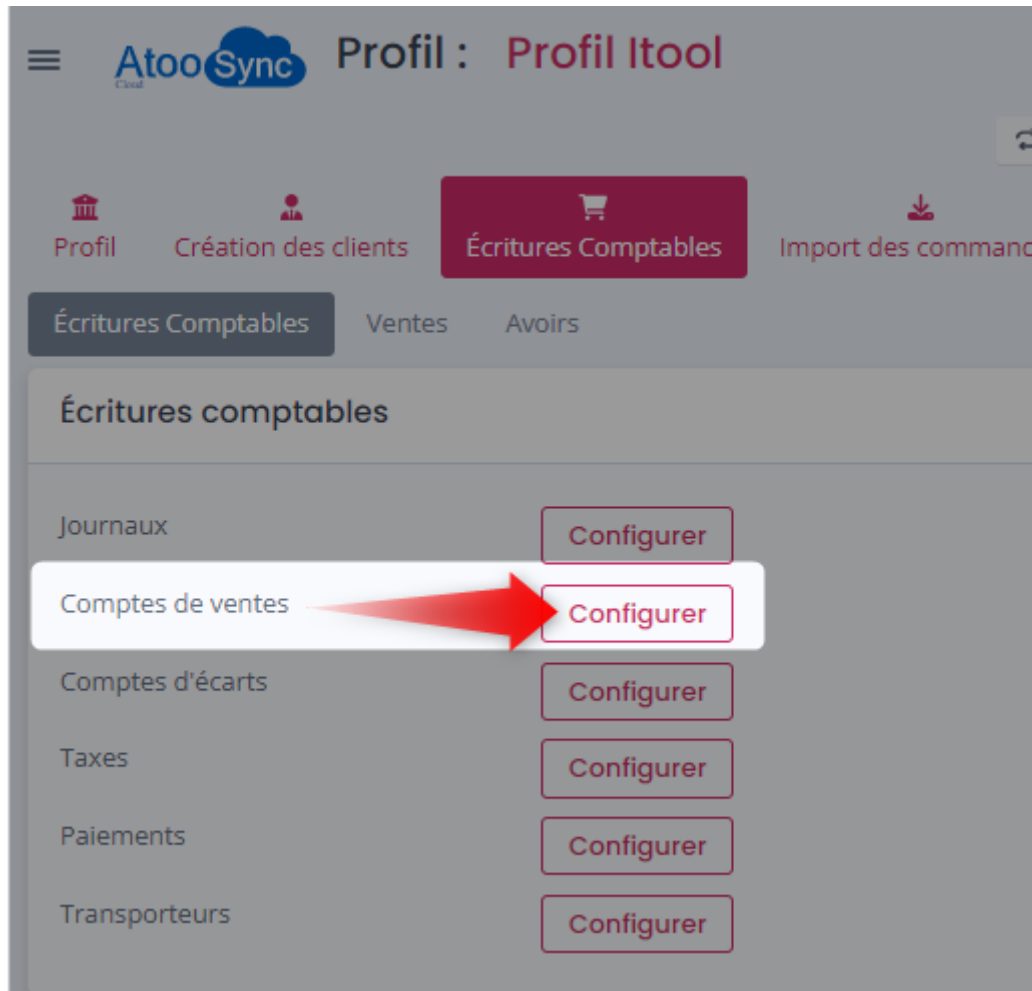 AtooSync
Cloud
Profil : Profil Itool
Profil
Création des clients
Écritures Comptables
Import des commanc
Écritures Comptables
Ventes
Avoirs
Écritures comptables
Journaux
Configurer
Comptes de ventes
Configurer
Comptes d'écarts
Configurer
Taxes
Configurer
Paiements
Configurer
Transporteurs
Configurer